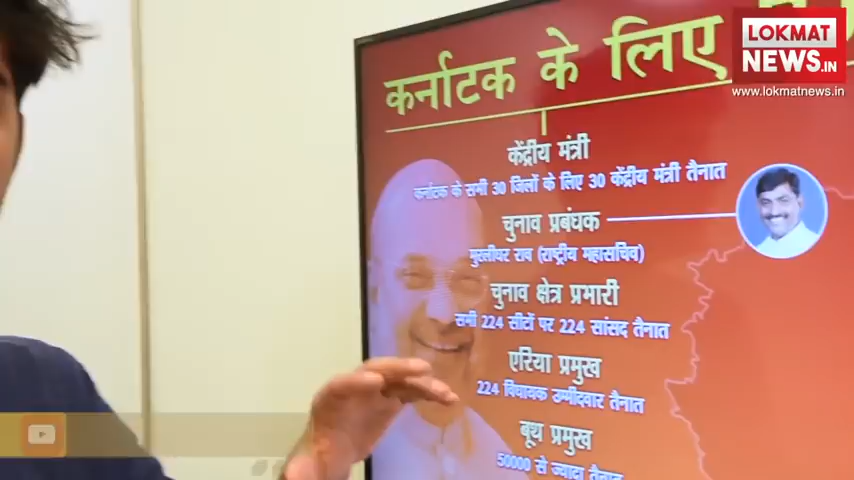 कर्नाटक के लिए
LOKMAT
NEWS.IN
www.lokmatnews.in
केंद्रीय मंत्री
कर्नाटक के सभी 30 जिलों के लिए 30 केंद्रीय मंत्री तैनात
चुनाव प्रबंधक
मुरलीधर राव (राष्ट्रीय महासचिव)
चुनाव क्षेत्र प्रभारी
सभी 224 सीटों पर 224 सांसद तैनात
एरिया प्रमुख
224 विधायक उम्मीदवार तैनात
बूथ प्रमुख
50000 से ज्यादा तैनात